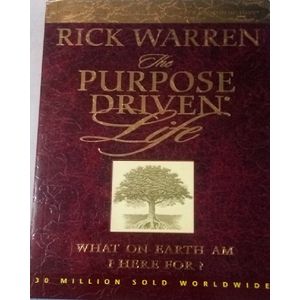 RICK WARREN
The
PURPOSE
DRIVEN®
Life
WHAT ON EARTH AM
I HERE FOR?
30 MILLION SOLD WORLDWIDE